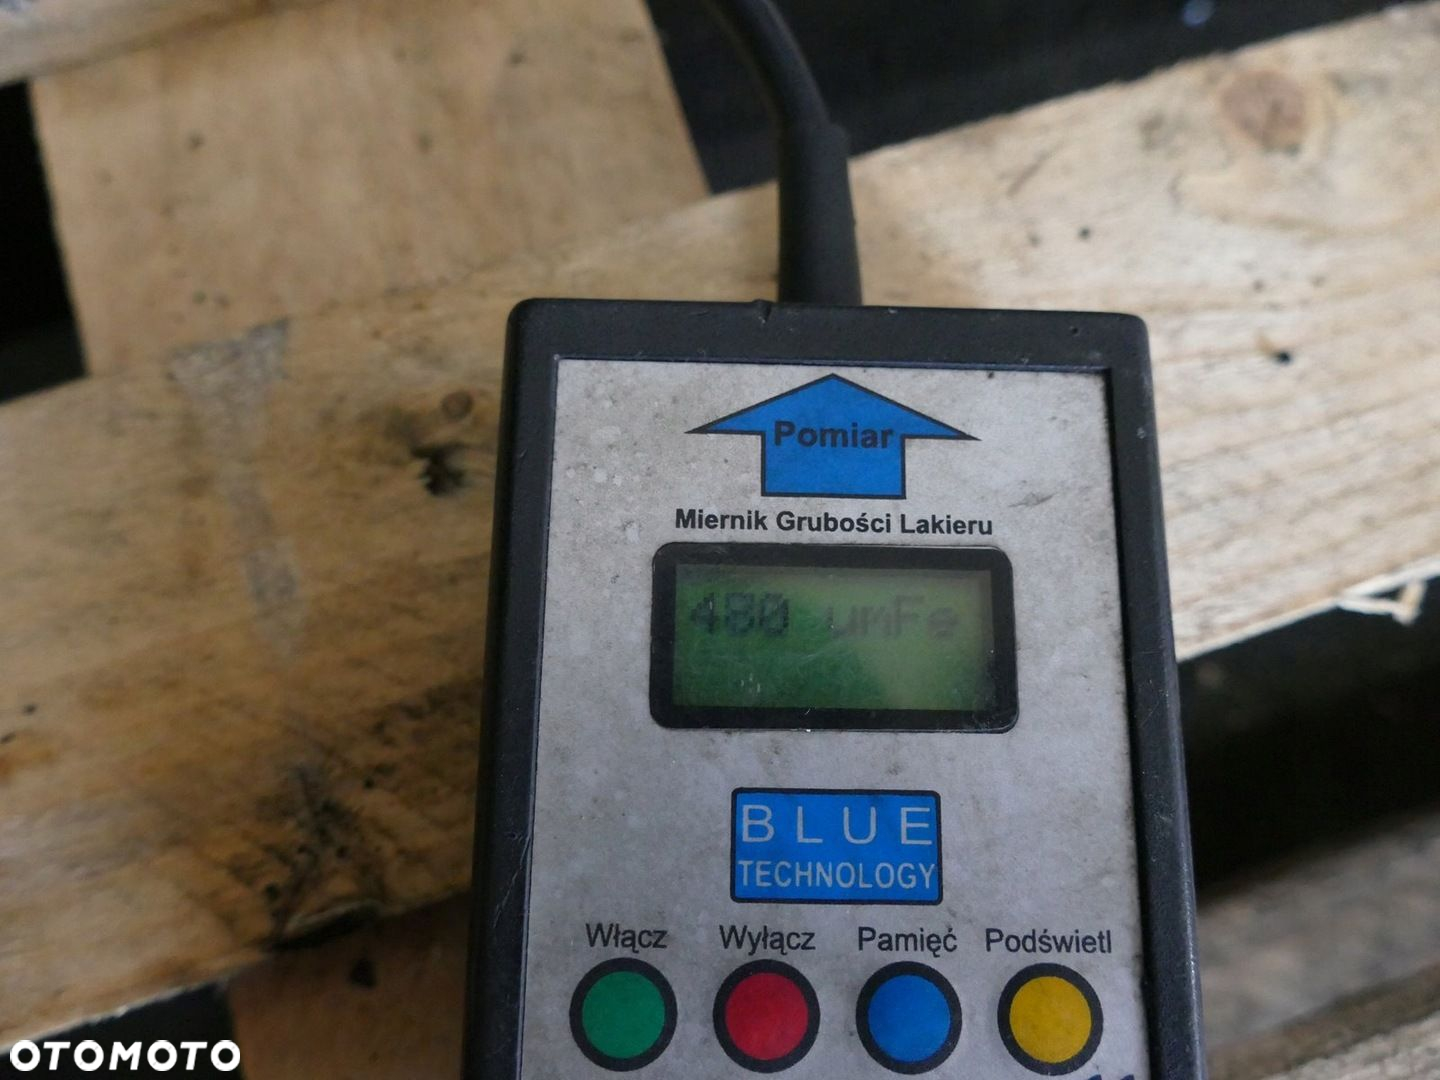 Pomiar
Miernik Grubości Lakieru
480 umFe
BLUE
TECHNOLOGY
Włącz Wyłącz Pamięć Podświetl
OTOMOTO